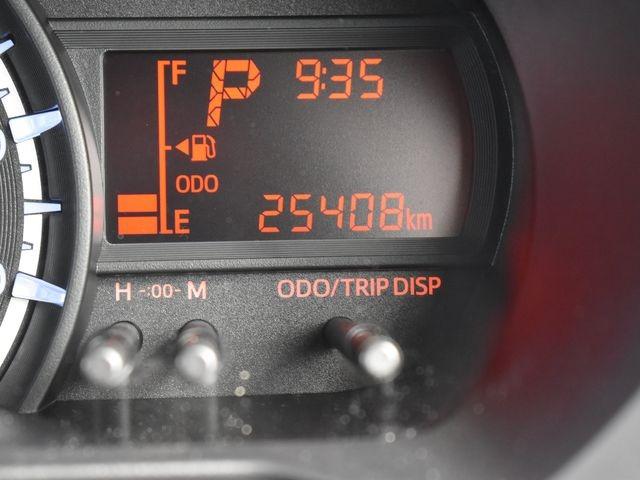 F P 9:35
ODO
E 25408km
H -:00- M ODO/TRIP DISP